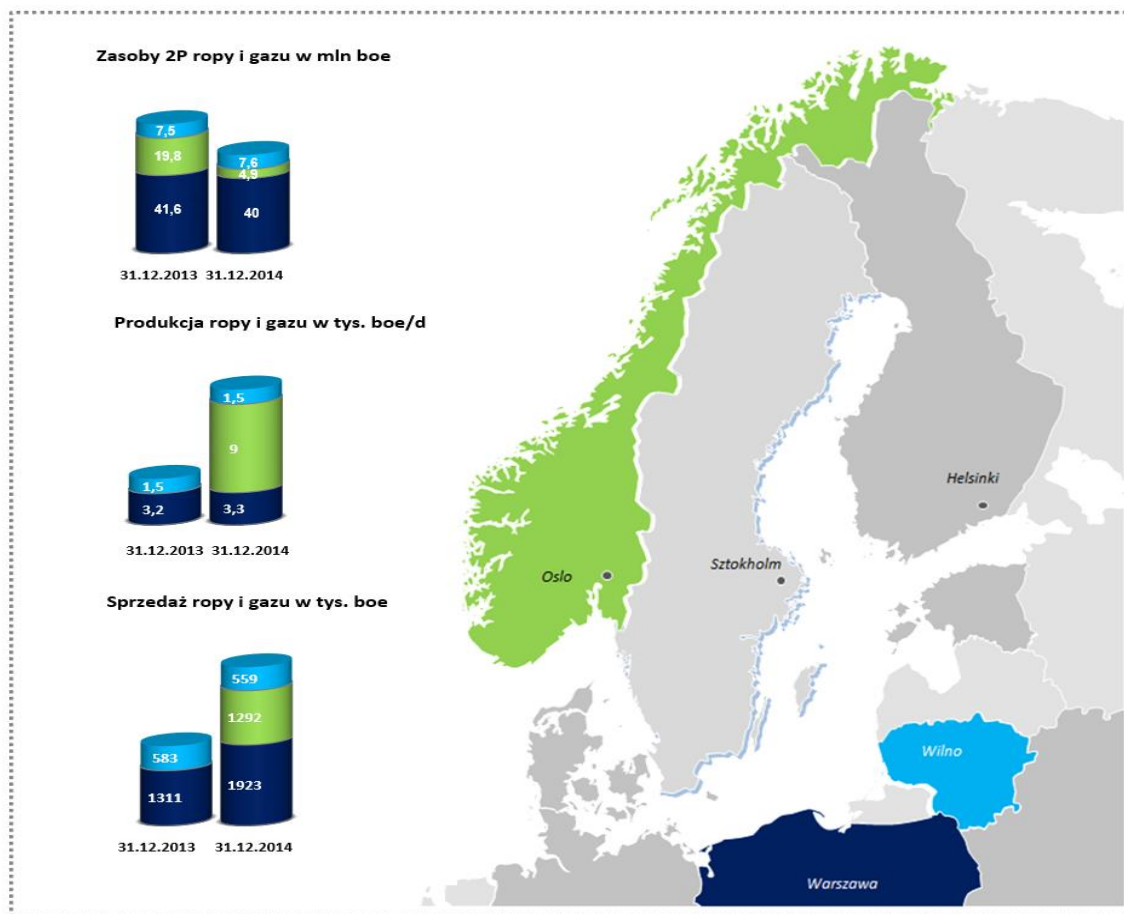 Zasoby 2P ropy i gazu w mln boe
7,5
19,8
41,6
7,6
4,9
40
31.12.2013 31.12.2014
Produkcja ropy i gazu w tys. boe/d
1,5
3,2
1,5
9
3,3
31.12.2013 31.12.2014
Sprzedaż ropy i gazu w tys. boe
583
1311
559
1292
1923
31.12.2013 31.12.2014
Helsinki
Sztokholm
Oslo
Wilno
Warszawa